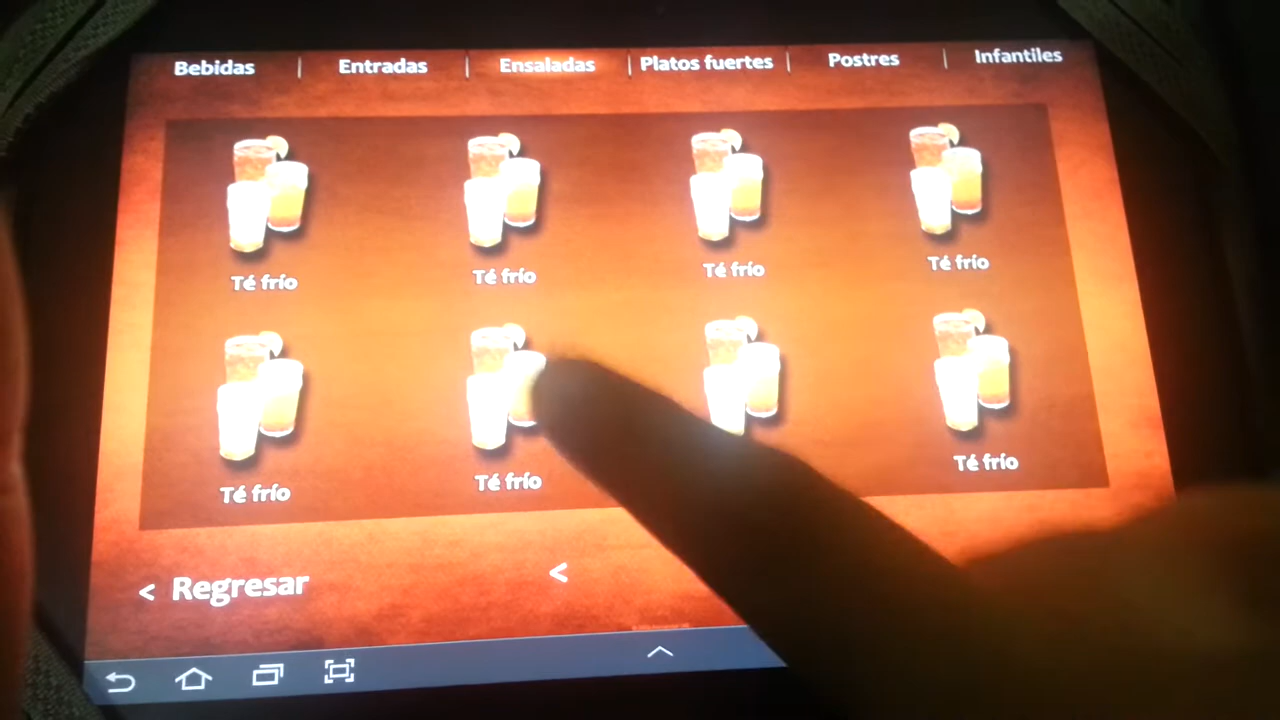 Bebidas | Entradas | Ensaladas | Platos fuertes | Postres | Infantiles
Té frío Té frío Té frío Té frío
Té frío Té frío Té frío
< Regresar <